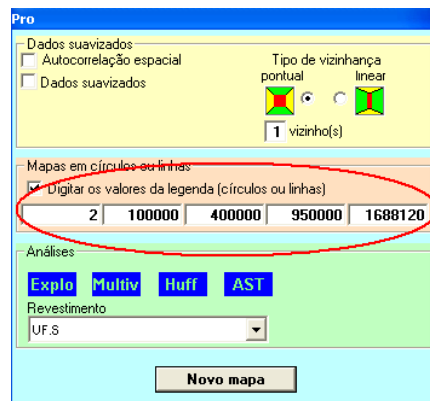 Pro
Dados suavizados
Autocorrelação espacial
Tipo de vizinhança
Dados suavizados
pontual linear
1 vizinho(s)
Mapas em círculos ou linhas
Digitar os valores da legenda (círculos ou linhas)
2 100000 400000 950000 1688120
Análises
Explo Multiv Huff AST
Revestimento
UF.S
Novo mapa